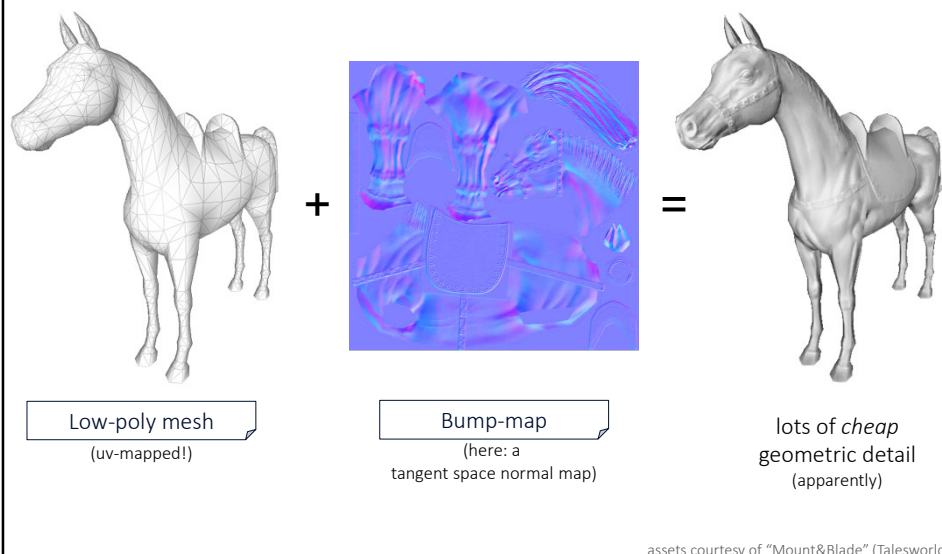 +
=
Low-poly mesh
(uv-mapped!)
Bump-map
(here: a
tangent space normal map)
lots of cheap
geometric detail
(apparently)
assets courtesy of “Mount&Blade” (Talesworld